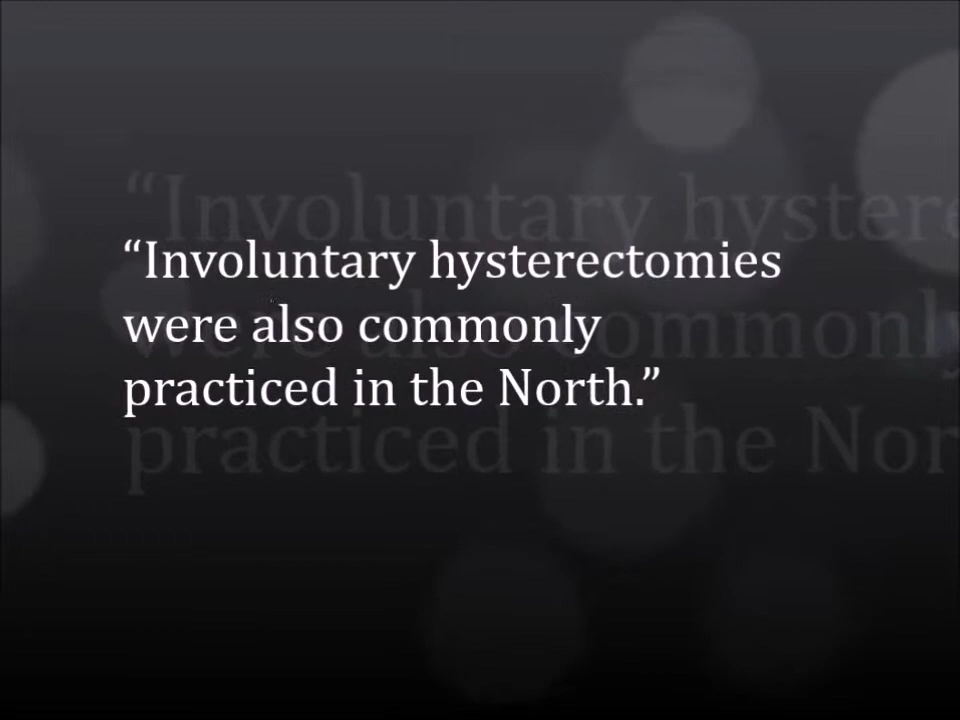 “Involuntary hysterectomies
were also commonly
practiced in the North.”